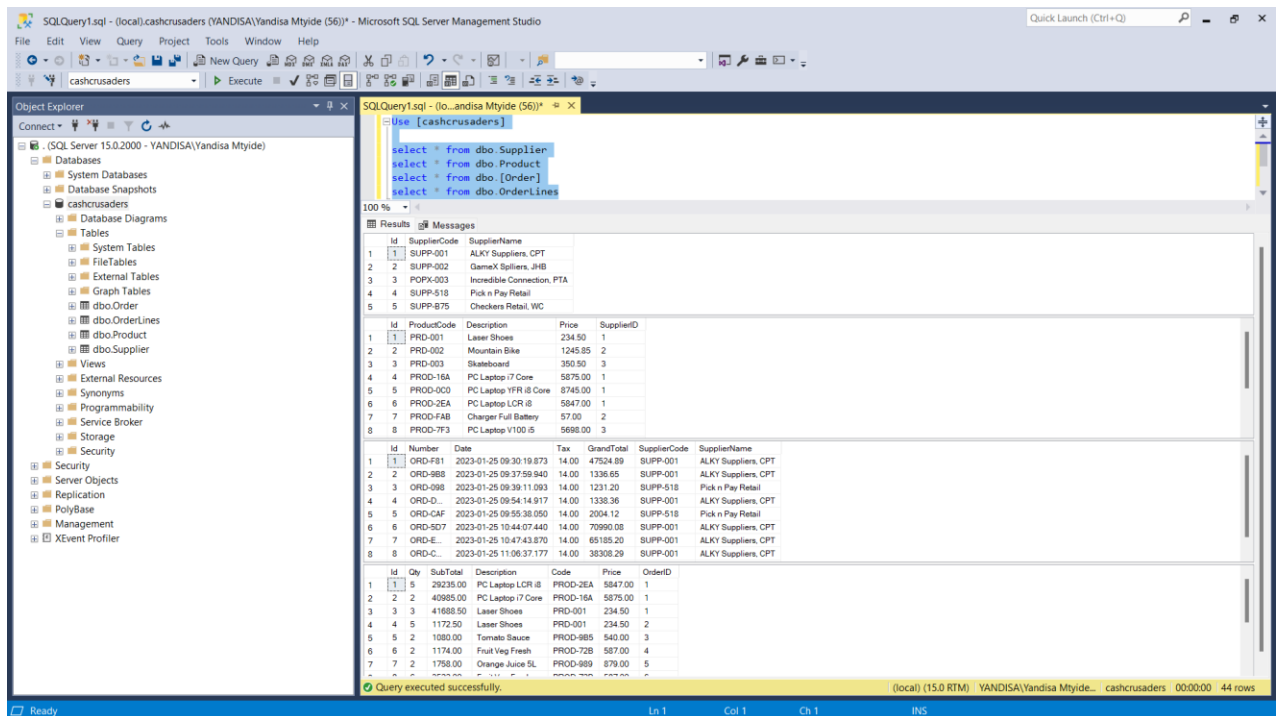 SQLQuery1.sql - (local).cashcrusaders (YANDISA\Yandisa Mtyide (56))* - Microsoft SQL Server Management Studio
Quick Launch (Ctrl+Q)
File Edit View Query Project Tools Window Help
New Query
cashcrusaders Execute
Object Explorer
Connect
. (SQL Server 15.0.2000 - YANDISA\Yandisa Mtyide)
Databases
System Databases
Database Snapshots
cashcrusaders
Database Diagrams
Tables
System Tables
FileTables
External Tables
Graph Tables
dbo.Order
dbo.OrderLines
dbo.Product
dbo.Supplier
Views
External Resources
Synonyms
Programmability
Service Broker
Storage
Security
Security
Server Objects
Replication
PolyBase
Management
XEvent Profiler
SQLQuery1.sql - (lo...andisa Mtyide (56))*
Use [cashcrusaders]
select * from dbo.Supplier
select * from dbo.Product
select * from dbo.[Order]
select * from dbo.OrderLines
100 %
Results Messages
Id SupplierCode SupplierName
1 1 SUPP-001 ALKY Suppliers, CPT
2 2 SUPP-002 GameX Splliers, JHB
3 3 POPX-003 Incredible Connection, PTA
4 4 SUPP-518 Pick n Pay Retail
5 5 SUPP-B75 Checkers Retail, WC
Id ProductCode Description Price SupplierID
1 1 PRD-001 Laser Shoes 234.50 1
2 2 PRD-002 Mountain Bike 1245.85 2
3 3 PRD-003 Skateboard 350.50 3
4 4 PROD-16A PC Laptop i7 Core 5875.00 1
5 5 PROD-0C0 PC Laptop YFR i8 Core 8745.00 1
6 6 PROD-2EA PC Laptop LCR i8 5847.00 1
7 7 PROD-FAB Charger Full Battery 57.00 2
8 8 PROD-7F3 PC Laptop V100 i5 5698.00 3
Id Number Date Tax GrandTotal SupplierCode SupplierName
1 1 ORD-F81 2023-01-25 09:30:19.873 14.00 47524.89 SUPP-001 ALKY Suppliers, CPT
2 2 ORD-9B8 2023-01-25 09:37:59.940 14.00 1336.65 SUPP-001 ALKY Suppliers, CPT
3 3 ORD-098 2023-01-25 09:39:11.093 14.00 1231.20 SUPP-518 Pick n Pay Retail
4 4 ORD-D... 2023-01-25 09:54:14.917 14.00 1338.36 SUPP-001 ALKY Suppliers, CPT
5 5 ORD-CAF 2023-01-25 09:55:38.050 14.00 2004.12 SUPP-518 Pick n Pay Retail
6 6 ORD-5D7 2023-01-25 10:44:07.440 14.00 70990.08 SUPP-001 ALKY Suppliers, CPT
7 7 ORD-E... 2023-01-25 10:47:43.870 14.00 65185.20 SUPP-001 ALKY Suppliers, CPT
8 8 ORD-C... 2023-01-25 11:06:37.177 14.00 38308.29 SUPP-001 ALKY Suppliers, CPT
Id Qty SubTotal Description Code Price OrderID
1 1 5 29235.00 PC Laptop LCR i8 PROD-2EA 5847.00 1
2 2 2 40985.00 PC Laptop i7 Core PROD-16A 5875.00 1
3 3 3 41688.50 Laser Shoes PRD-001 234.50 1
4 4 5 1172.50 Laser Shoes PRD-001 234.50 2
5 5 2 1080.00 Tomato Sauce PROD-9B5 540.00 3
6 6 2 1174.00 Fruit Veg Fresh PROD-72B 587.00 4
7 7 2 1758.00 Orange Juice 5L PROD-989 879.00 5
Query executed successfully.
(local) (15.0 RTM) YANDISA\Yandisa Mtyide... cashcrusaders 00:00:00 44 rows
Ready Ln 1 Col 1 Ch 1 INS